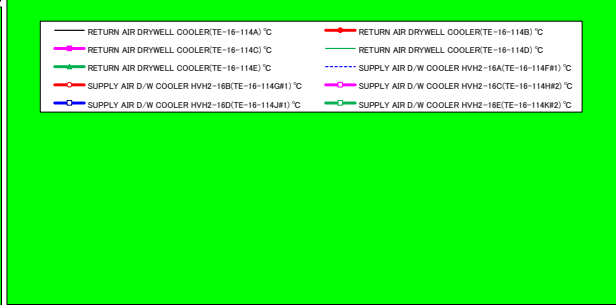 RETURN AIR DRYWELL COOLER(TE-16-114A) ℃ RETURN AIR DRYWELL COOLER(TE-16-114B) ℃
RETURN AIR DRYWELL COOLER(TE-16-114C) ℃ RETURN AIR DRYWELL COOLER(TE-16-114D) ℃
RETURN AIR DRYWELL COOLER(TE-16-114E) ℃ SUPPLY AIR D/W COOLER HVH2-16A(TE-16-114F#1) ℃
SUPPLY AIR D/W COOLER HVH2-16B(TE-16-114G#1) ℃ SUPPLY AIR D/W COOLER HVH2-16C(TE-16-114H#2) ℃
SUPPLY AIR D/W COOLER HVH2-16D(TE-16-114J#1) ℃ SUPPLY AIR D/W COOLER HVH2-16E(TE-16-114K#2) ℃